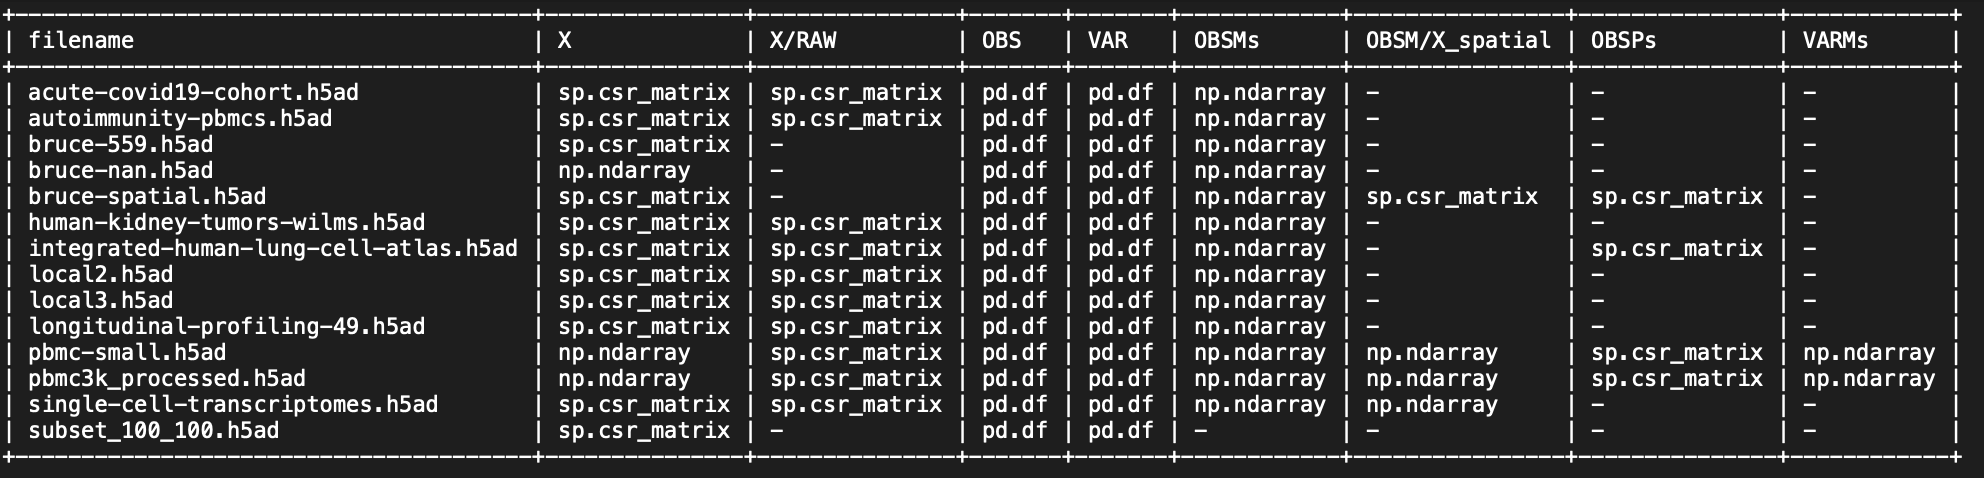 +---------------------------------------+---------------+---------------+-------+-------+------------+----------------+---------------+------------+
| filename                              | X             | X/RAW         | OBS   | VAR   | OBSMs      | OBSM/X_spatial | OBSPs         | VARMs      |
+---------------------------------------+---------------+---------------+-------+-------+------------+----------------+---------------+------------+
| acute-covid19-cohort.h5ad             | sp.csr_matrix | sp.csr_matrix | pd.df | pd.df | np.ndarray | -              | -             | -          |
| autoimmunity-pbmcs.h5ad               | sp.csr_matrix | sp.csr_matrix | pd.df | pd.df | np.ndarray | -              | -             | -          |
| bruce-559.h5ad                        | sp.csr_matrix | -             | pd.df | pd.df | np.ndarray | -              | -             | -          |
| bruce-nan.h5ad                        | np.ndarray    | -             | pd.df | pd.df | np.ndarray | -              | -             | -          |
| bruce-spatial.h5ad                    | sp.csr_matrix | -             | pd.df | pd.df | np.ndarray | sp.csr_matrix  | sp.csr_matrix | -          |
| human-kidney-tumors-wilms.h5ad        | sp.csr_matrix | sp.csr_matrix | pd.df | pd.df | np.ndarray | -              | -             | -          |
| integrated-human-lung-cell-atlas.h5ad | sp.csr_matrix | sp.csr_matrix | pd.df | pd.df | np.ndarray | -              | sp.csr_matrix | -          |
| local2.h5ad                           | sp.csr_matrix | sp.csr_matrix | pd.df | pd.df | np.ndarray | -              | -             | -          |
| local3.h5ad                           | sp.csr_matrix | sp.csr_matrix | pd.df | pd.df | np.ndarray | -              | -             | -          |
| longitudinal-profiling-49.h5ad        | sp.csr_matrix | sp.csr_matrix | pd.df | pd.df | np.ndarray | -              | -             | -          |
| pbmc-small.h5ad                       | np.ndarray    | sp.csr_matrix | pd.df | pd.df | np.ndarray | np.ndarray     | sp.csr_matrix | np.ndarray |
| pbmc3k_processed.h5ad                 | np.ndarray    | sp.csr_matrix | pd.df | pd.df | np.ndarray | np.ndarray     | sp.csr_matrix | np.ndarray |
| single-cell-transcriptomes.h5ad       | sp.csr_matrix | sp.csr_matrix | pd.df | pd.df | np.ndarray | np.ndarray     | -             | -          |
| subset_100_100.h5ad                   | sp.csr_matrix | -             | pd.df | pd.df | -          | -              | -             | -          |
+---------------------------------------+---------------+---------------+-------+-------+------------+----------------+---------------+------------+